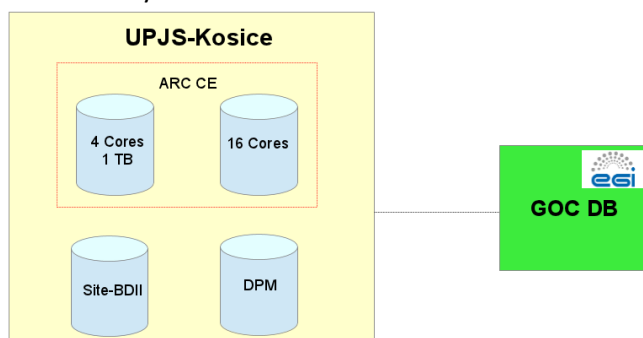 UPJS-Kosice
ARC CE
4 Cores
1 TB
16 Cores
egi
GOC DB
Site-BDII
DPM